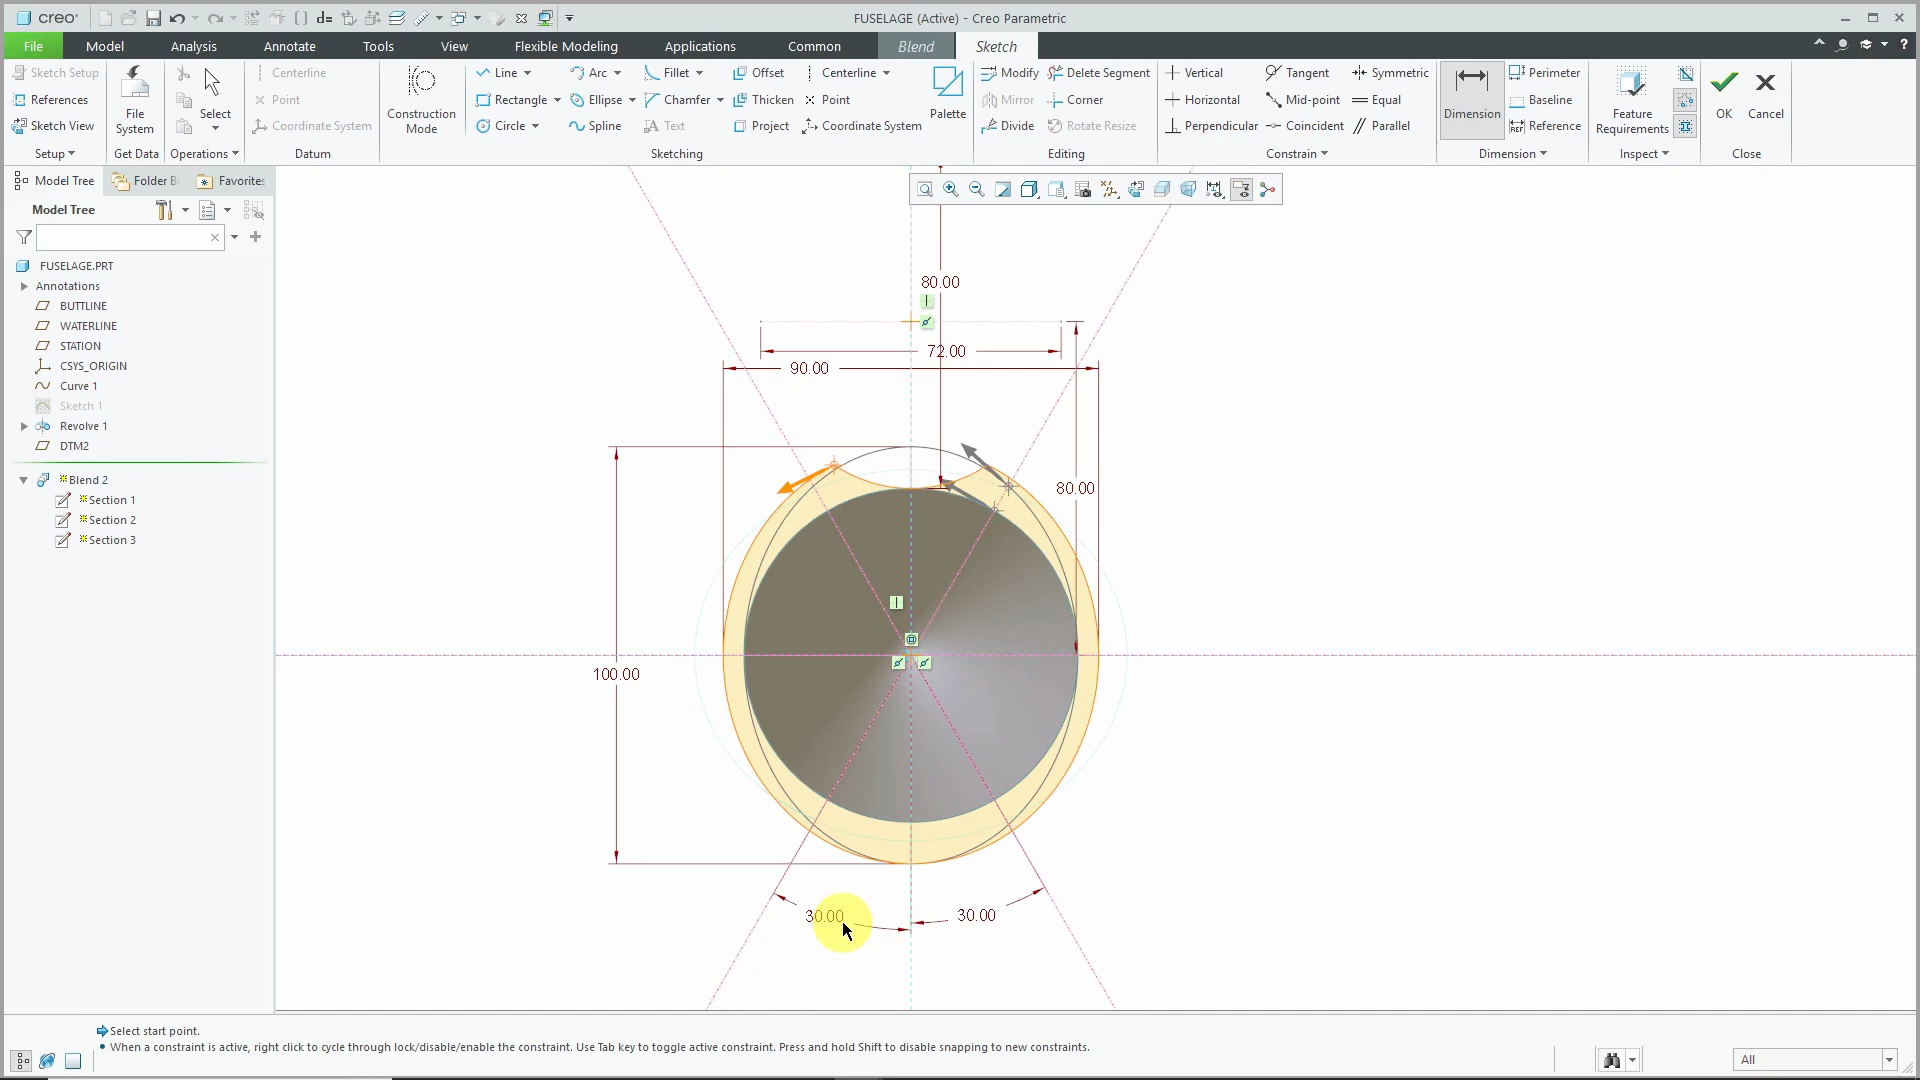 creo
FUSELAGE (Active) - Creo Parametric
File Model Analysis Annotate Tools View Flexible Modeling Applications Common Blend Sketch
Sketch Setup
References
Sketch View
Setup
File System
Get Data
Select
Operations
Centerline
Point
Coordinate System
Datum
Construction Mode
Line Arc Fillet Offset Centerline
Rectangle Ellipse Chamfer Thicken Point
Circle Spline Text Project Coordinate System
Palette
Sketching
Modify Delete Segment
Mirror Corner
Divide Rotate Resize
Editing
Vertical Tangent Symmetric
Horizontal Mid-point Equal
Perpendicular Coincident Parallel
Constrain
Dimension
Perimeter
Baseline
Reference
Dimension
Feature Requirements
Inspect
OK Cancel
Close
Model Tree Favorites
Model Tree
FUSELAGE.PRT
Annotations
BUTTLINE
WATERLINE
STATION
CSYS_ORIGIN
Curve 1
Sketch 1
Revolve 1
DTM2
Blend 2
Section 1
Section 2
Section 3
80.00
72.00
90.00
80.00
100.00
30.00
30.00
Select start point.
When a constraint is active, right click to cycle through lock/disable/enable the constraint. Use Tab key to toggle active constraint. Press and hold Shift to disable snapping to new constraints.
All